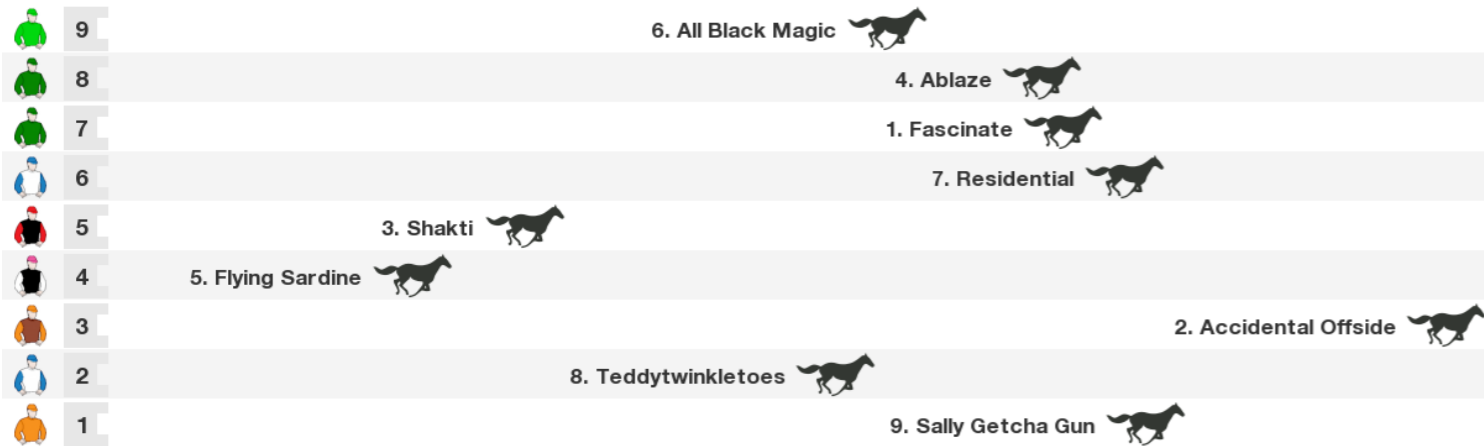 9 6. All Black Magic
8 4. Ablaze
7 1. Fascinate
6 7. Residential
5 3. Shakti
4 5. Flying Sardine
3 2. Accidental Offside
2 8. Teddytwinkletoes
1 9. Sally Getcha Gun